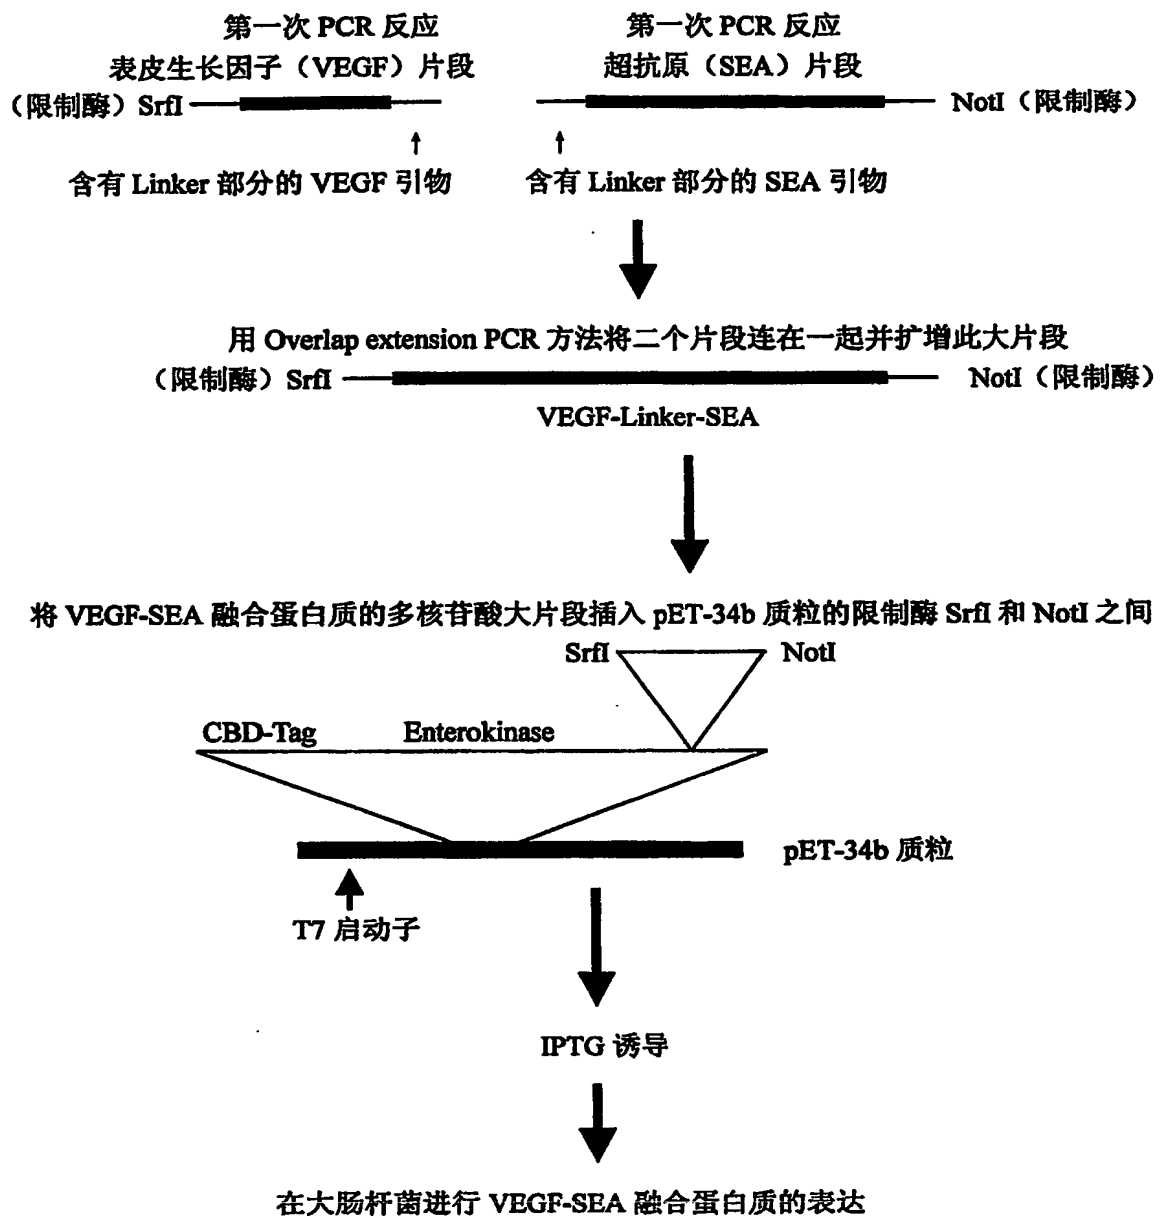 第一次 PCR 反应
第一次 PCR 反应
表皮生长因子（VEGF）片段
超抗原（SEA）片段
（限制酶）SrfI
NotI（限制酶）
含有 Linker 部分的 VEGF 引物
含有 Linker 部分的 SEA 引物
用 Overlap extension PCR 方法将二个片段连在一起并扩增此大片段
（限制酶）SrfI
NotI（限制酶）
VEGF-Linker-SEA
将 VEGF-SEA 融合蛋白质的多核苷酸大片段插入 pET-34b 质粒的限制酶 SrfI 和 NotI 之间
SrfI
NotI
CBD-Tag
Enterokinase
pET-34b 质粒
T7 启动子
IPTG 诱导
在大肠杆菌进行 VEGF-SEA 融合蛋白质的表达